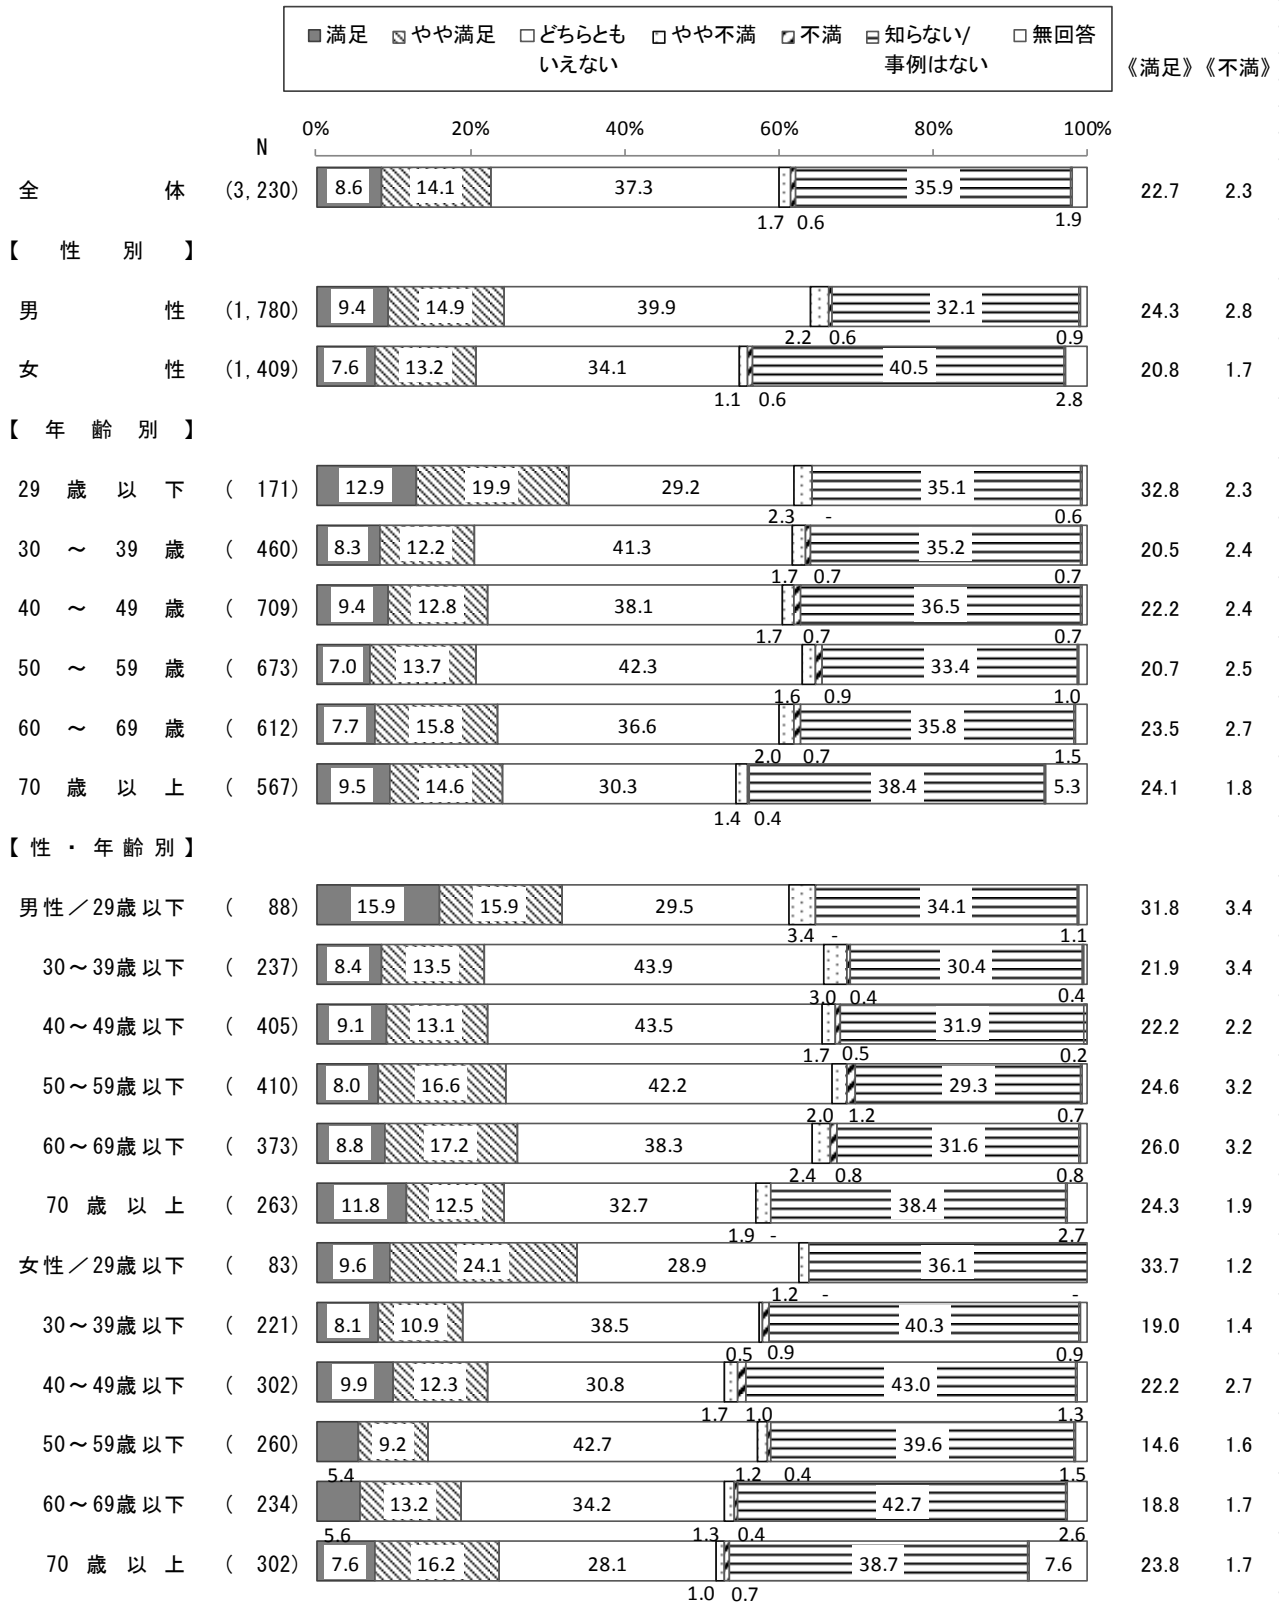 満足 やや満足 どちらとも やや不満 不満 知らない/ 無回答
いえない 事例はない
《満足》 《不満》
0% 20% 40% 60% 80% 100%
N
全体 (3,230) 8.6 14.1 37.3 35.9 22.7 2.3
1.7 0.6 1.9
【性別】
男性 (1,780) 9.4 14.9 39.9 32.1 24.3 2.8
2.2 0.6 0.9
女性 (1,409) 7.6 13.2 34.1 40.5 20.8 1.7
1.1 0.6 2.8
【年齢別】
29歳以下 ( 171) 12.9 19.9 29.2 35.1 32.8 2.3
2.3 - 0.6
30～39歳 ( 460) 8.3 12.2 41.3 35.2 20.5 2.4
1.7 0.7 0.7
40～49歳 ( 709) 9.4 12.8 38.1 36.5 22.2 2.4
1.7 0.7 0.7
50～59歳 ( 673) 7.0 13.7 42.3 33.4 20.7 2.5
1.6 0.9 1.0
60～69歳 ( 612) 7.7 15.8 36.6 35.8 23.5 2.7
2.0 0.7 1.5
70歳以上 ( 567) 9.5 14.6 30.3 38.4 5.3 24.1 1.8
1.4 0.4
【性・年齢別】
男性／29歳以下 ( 88) 15.9 15.9 29.5 34.1 31.8 3.4
3.4 - 1.1
30～39歳以下 ( 237) 8.4 13.5 43.9 30.4 21.9 3.4
3.0 0.4 0.4
40～49歳以下 ( 405) 9.1 13.1 43.5 31.9 22.2 2.2
1.7 0.5 0.2
50～59歳以下 ( 410) 8.0 16.6 42.2 29.3 24.6 3.2
2.0 1.2 0.7
60～69歳以下 ( 373) 8.8 17.2 38.3 31.6 26.0 3.2
2.4 0.8 0.8
70歳以上 ( 263) 11.8 12.5 32.7 38.4 24.3 1.9
1.9 - 2.7
女性／29歳以下 ( 83) 9.6 24.1 28.9 36.1 33.7 1.2
1.2 - -
30～39歳以下 ( 221) 8.1 10.9 38.5 40.3 19.0 1.4
0.5 0.9 0.9
40～49歳以下 ( 302) 9.9 12.3 30.8 43.0 22.2 2.7
1.7 1.0 1.3
50～59歳以下 ( 260) 9.2 42.7 39.6 14.6 1.6
5.4 1.2 0.4 1.5
60～69歳以下 ( 234) 13.2 34.2 42.7 18.8 1.7
5.6 1.3 0.4 2.6
70歳以上 ( 302) 7.6 16.2 28.1 38.7 7.6 23.8 1.7
1.0 0.7